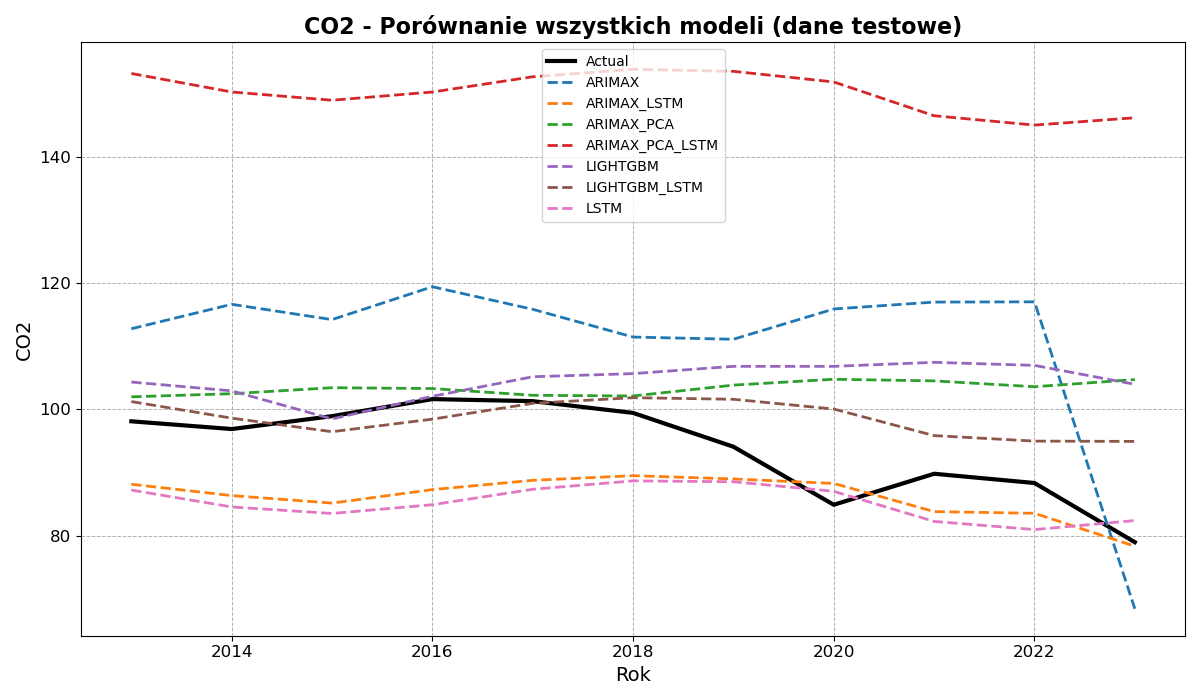 CO2 - Porównanie wszystkich modeli (dane testowe)
Actual
ARIMAX
ARIMAX_LSTM
ARIMAX_PCA
ARIMAX_PCA_LSTM
LIGHTGBM
LIGHTGBM_LSTM
LSTM
CO2
140
120
100
80
2014 2016 2018 2020 2022
Rok